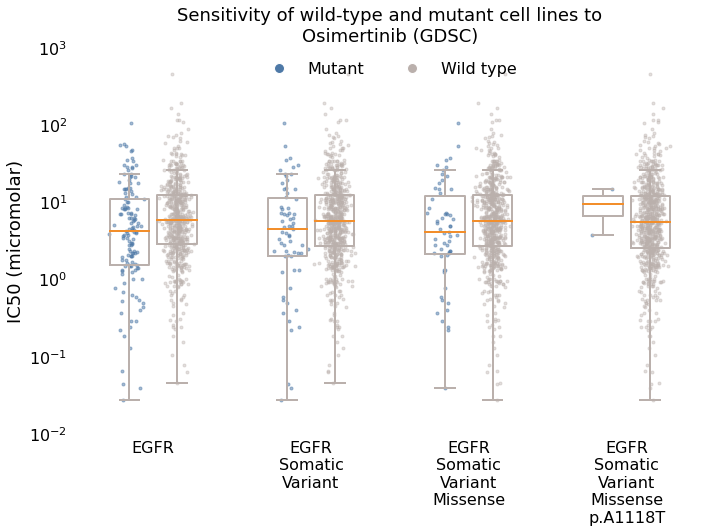 Sensitivity of wild-type and mutant cell lines to
Osimertinib (GDSC)
Mutant
Wild type
IC50 (micromolar)
10³
10²
10¹
10⁰
10⁻¹
10⁻²
EGFR
EGFR
Somatic
Variant
EGFR
Somatic
Variant
Missense
EGFR
Somatic
Variant
Missense
p.A1118T